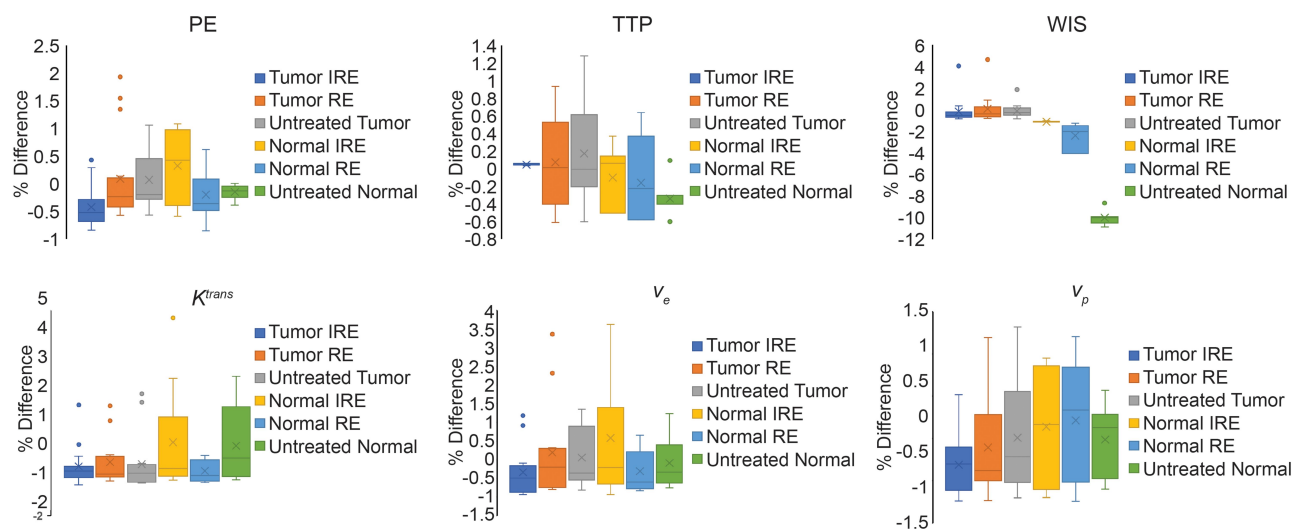 PE
2.5
2
1.5
1
0.5
0
-0.5
-1
% Difference
Tumor IRE
Tumor RE
Untreated Tumor
Normal IRE
Normal RE
Untreated Normal
TTP
1.4
1.2
1
0.8
0.6
0.4
0.2
0.0
-0.2
-0.4
-0.6
-0.8
% Difference
Tumor IRE
Tumor RE
Untreated Tumor
Normal IRE
Normal RE
Untreated Normal
WIS
6
4
2
0
-2
-4
-6
-8
-10
-12
% Difference
Tumor IRE
Tumor RE
Untreated Tumor
Normal IRE
Normal RE
Untreated Normal
Ktrans
5
4
3
2
1
0
-1
-2
-2
% Difference
Tumor IRE
Tumor RE
Untreated Tumor
Normal IRE
Normal RE
Untreated Normal
ve
4
3.5
3
2.5
2
1.5
1
0.5
0
-0.5
-1
-1.5
% Difference
Tumor IRE
Tumor RE
Untreated Tumor
Normal IRE
Normal RE
Untreated Normal
vp
1.5
1
0.5
0
-0.5
-1
-1.5
% Difference
Tumor IRE
Tumor RE
Untreated Tumor
Normal IRE
Normal RE
Untreated Normal